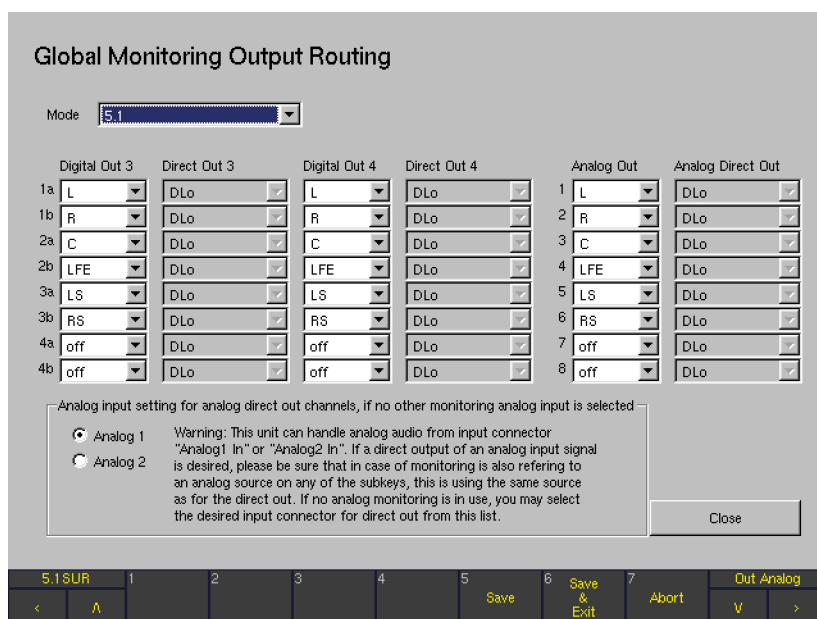 Global Monitoring Output Routing
Mode 5.1
Digital Out 3 Direct Out 3 Digital Out 4 Direct Out 4 Analog Out Analog Direct Out
1a L DLo L DLo 1 L DLo
1b R DLo R DLo 2 R DLo
2a C DLo C DLo 3 C DLo
2b LFE DLo LFE DLo 4 LFE DLo
3a LS DLo LS DLo 5 LS DLo
3b RS DLo RS DLo 6 RS DLo
4a off DLo off DLo 7 off DLo
4b off DLo off DLo 8 off DLo
Analog input setting for analog direct out channels, if no other monitoring analog input is selected
Analog 1
Analog 2
Warning: This unit can handle analog audio from input connector
"Analog1 In" or "Analog2 In". If a direct output of an analog input signal
is desired, please be sure that in case of monitoring is also refering to
an analog source on any of the subkeys, this is using the same source
as for the direct out. If no analog monitoring is in use, you may select
the desired input connector for direct out from this list.
Close
5.1SUR 1 2 3 4 5 Save 6 Save & Exit 7 Abort Out Analog
< Λ V >